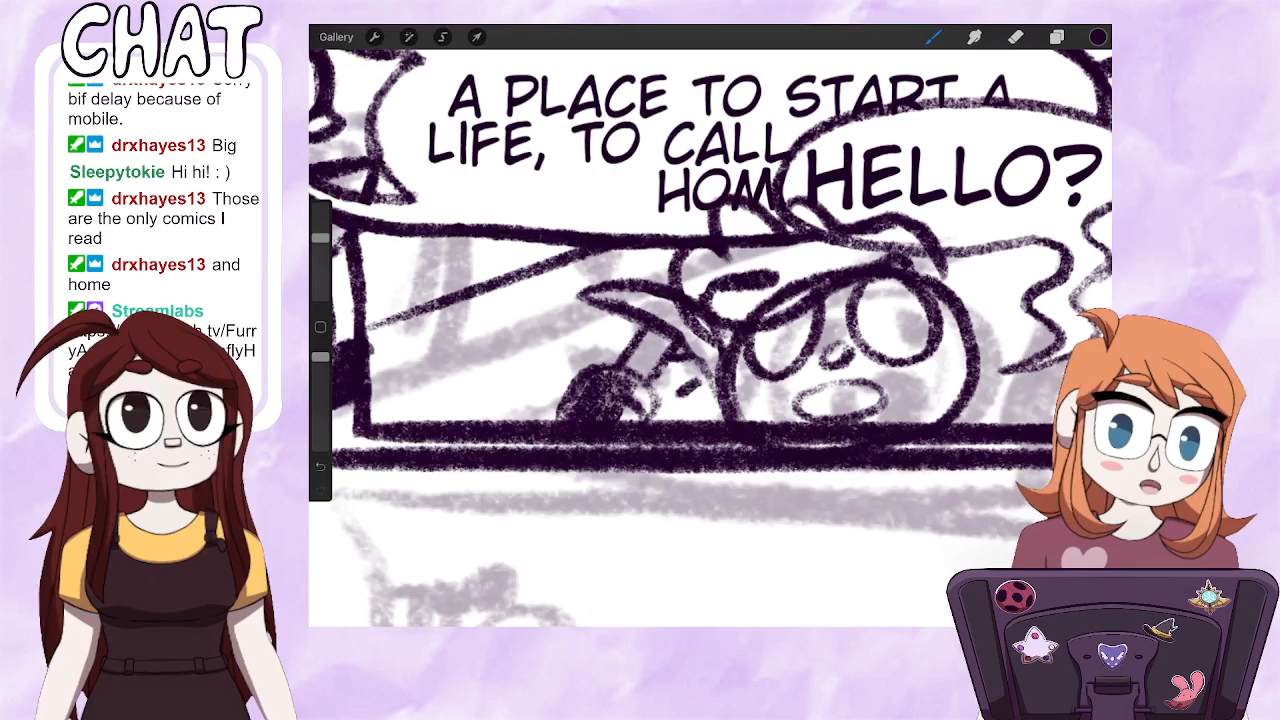 CHAT
bif delay because of
mobile.
drxhayes13 Big
Sleepytokie Hi hi! : )
drxhayes13 Those
are the only comics I
read
drxhayes13 and
home
Streamlabs
Gallery
A PLACE TO START A
LIFE, TO CALL
HOM
HELLO?